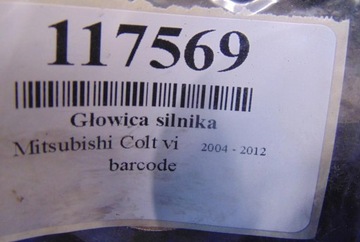 117569
Głowica silnika
Mitsubishi Colt vi 2004 - 2012
barcode